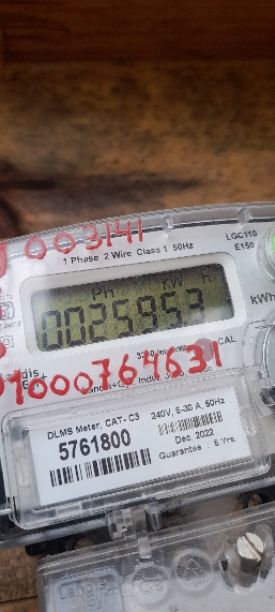 003141
LGC110
E150
1 Phase 2 Wire Class 1 50Hz
Ph kW h
0025953
kWh
CAL
1000764631
DLMS Meter, CAT- C3
5761800
240V, 5-30 A, 50Hz
Dec 2022
Guarantee - 5 Yrs.